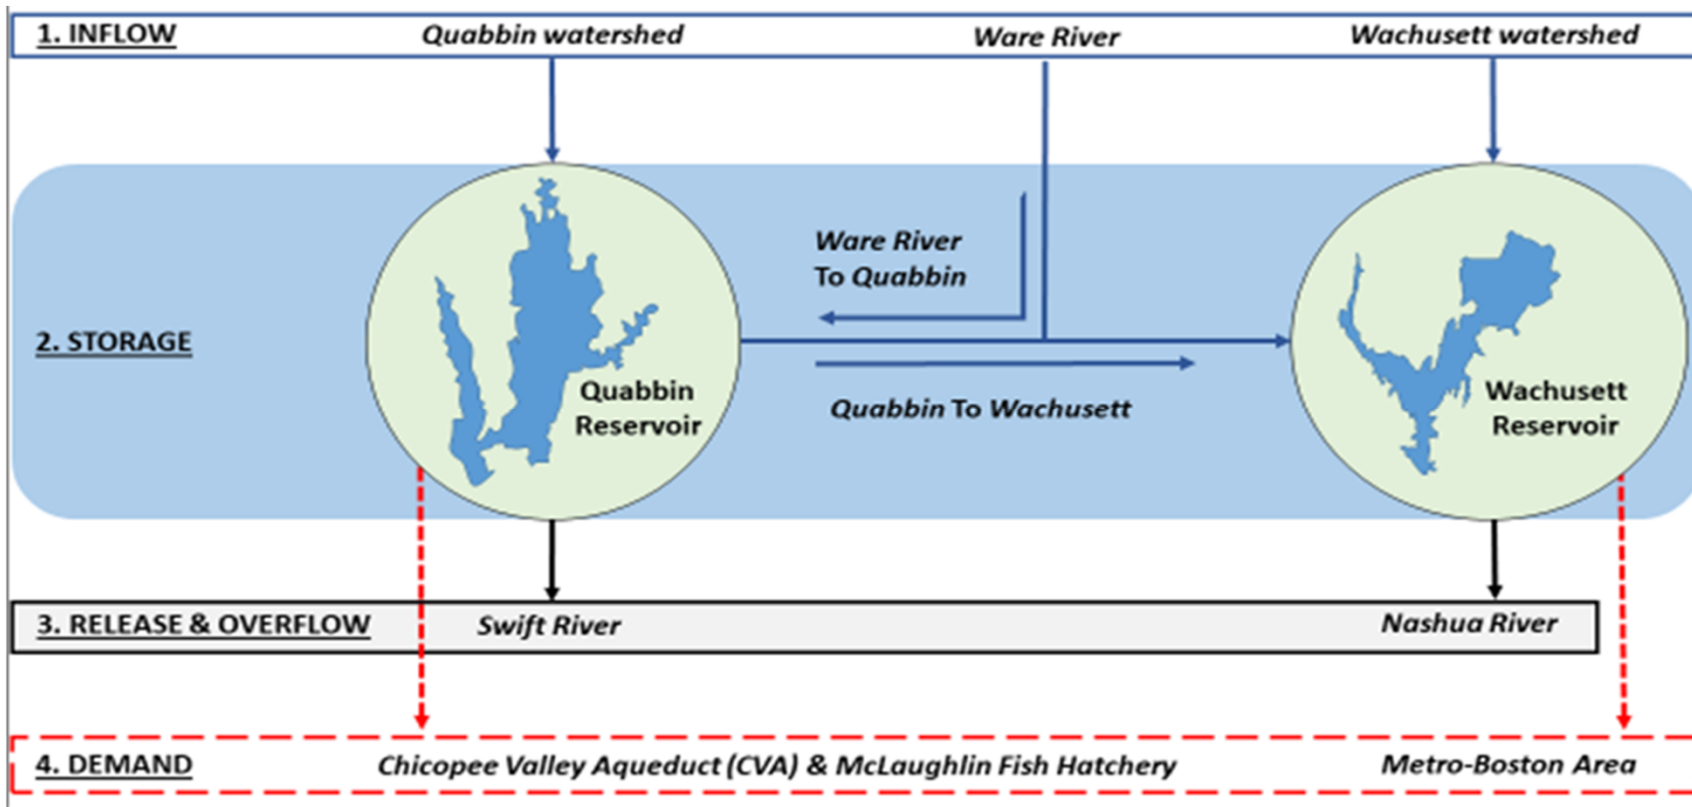 1. INFLOW Quabbin watershed Ware River Wachusett watershed
Ware River
To Quabbin
2. STORAGE
Quabbin
Reservoir
Quabbin To Wachusett
Wachusett
Reservoir
3. RELEASE & OVERFLOW Swift River Nashua River
4. DEMAND Chicopee Valley Aqueduct (CVA) & McLaughlin Fish Hatchery Metro-Boston Area